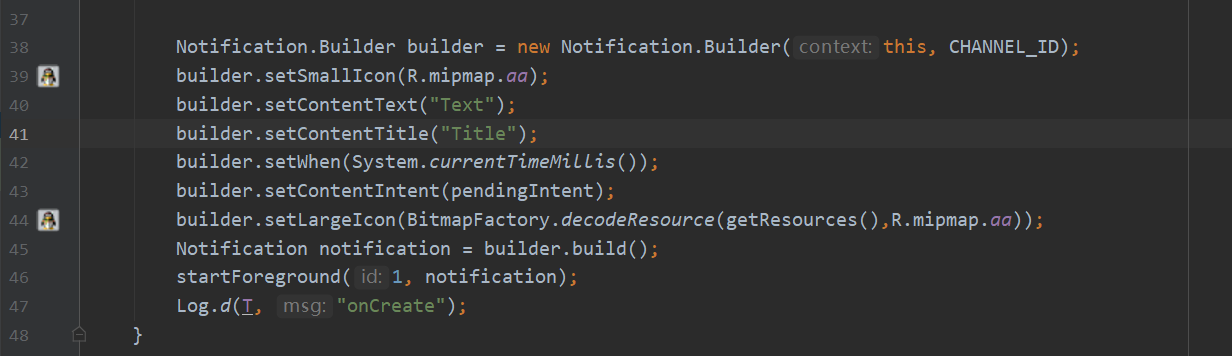 37
38 Notification.Builder builder = new Notification.Builder( context: this, CHANNEL_ID);
39 builder.setSmallIcon(R.mipmap.aa);
40 builder.setContentText("Text");
41 builder.setContentTitle("Title");
42 builder.setWhen(System.currentTimeMillis());
43 builder.setContentIntent(pendingIntent);
44 builder.setLargeIcon(BitmapFactory.decodeResource(getResources(),R.mipmap.aa));
45 Notification notification = builder.build();
46 startForeground( id: 1, notification);
47 Log.d(T, msg: "onCreate");
48 }